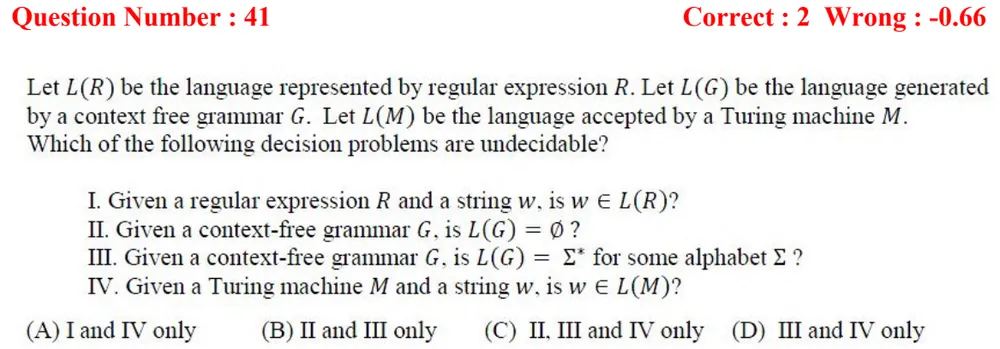 Question Number : 41 Correct : 2 Wrong : -0.66
Let L(R) be the language represented by regular expression R. Let L(G) be the language generated
by a context free grammar G. Let L(M) be the language accepted by a Turing machine M.
Which of the following decision problems are undecidable?
I. Given a regular expression R and a string w, is w ∈ L(R)?
II. Given a context-free grammar G, is L(G) = ∅ ?
III. Given a context-free grammar G, is L(G) = Σ* for some alphabet Σ ?
IV. Given a Turing machine M and a string w, is w ∈ L(M)?
(A) I and IV only (B) II and III only (C) II, III and IV only (D) III and IV only